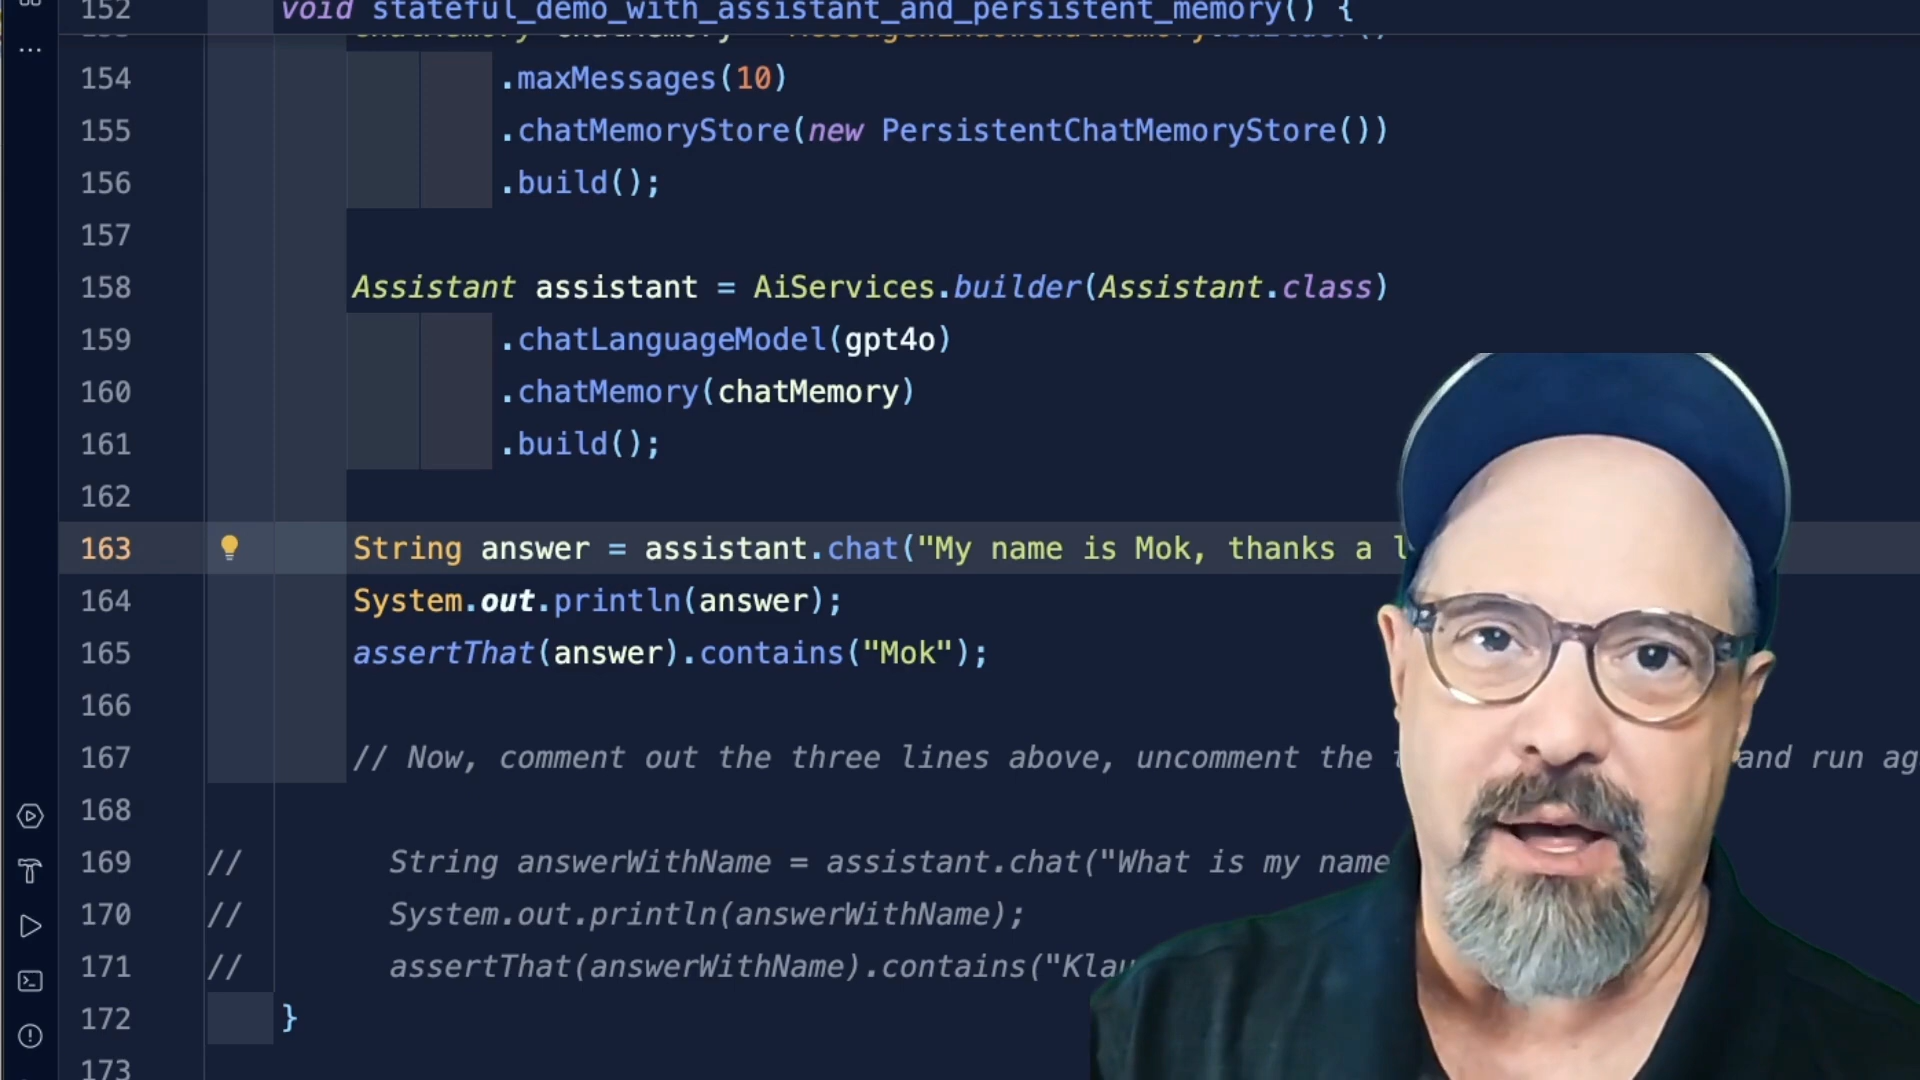 152 void stateful_demo_with_assistant_and_persistent_memory() {
154 .maxMessages(10)
155 .chatMemoryStore(new PersistentChatMemoryStore())
156 .build();
157
158 Assistant assistant = AiServices.builder(Assistant.class)
159 .chatLanguageModel(gpt4o)
160 .chatMemory(chatMemory)
161 .build();
162
163 String answer = assistant.chat("My name is Mok, thanks a
164 System.out.println(answer);
165 assertThat(answer).contains("Mok");
166
167 // Now, comment out the three lines above, uncomment the and run
168
169 // String answerWithName = assistant.chat("What is my name
170 // System.out.println(answerWithName);
171 // assertThat(answerWithName).contains("Klau
172 }
173